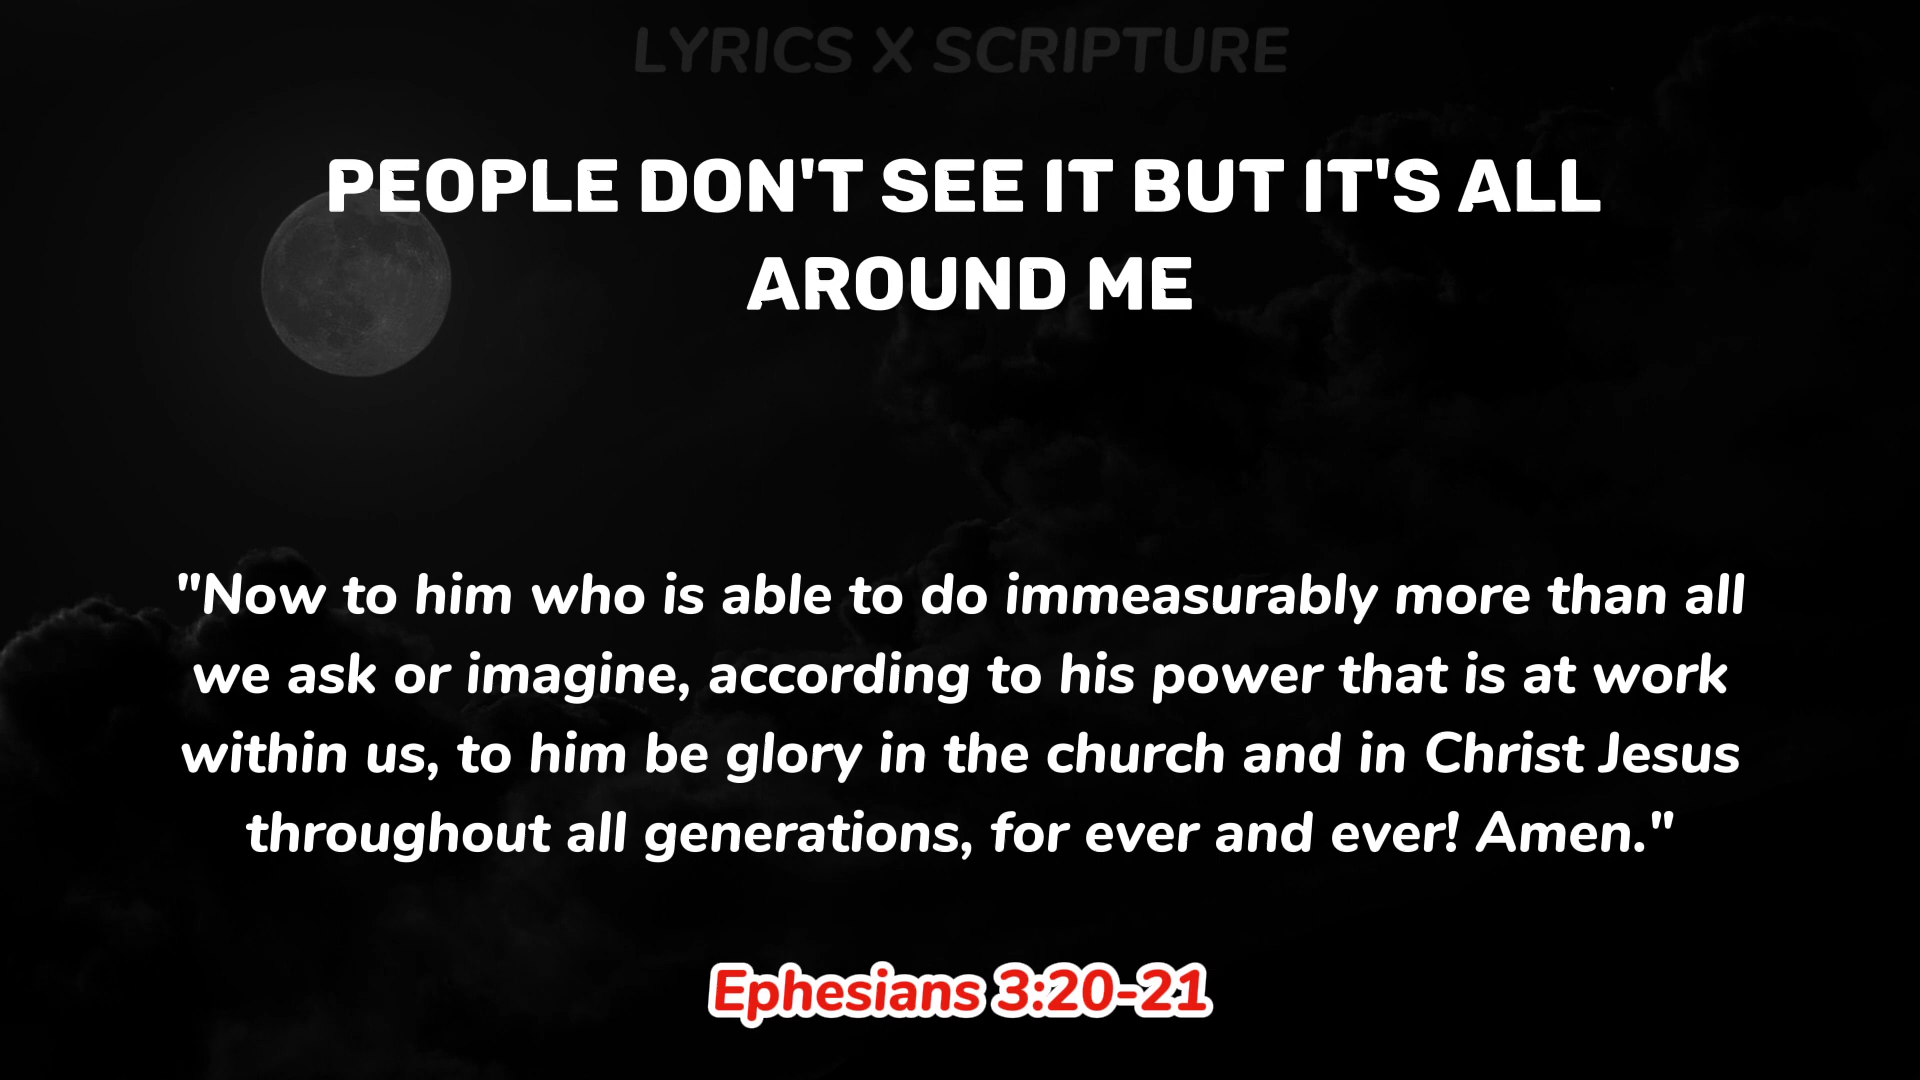 LYRICS X SCRIPTURE
PEOPLE DON'T SEE IT BUT IT'S ALL
AROUND ME
"Now to him who is able to do immeasurably more than all
we ask or imagine, according to his power that is at work
within us, to him be glory in the church and in Christ Jesus
throughout all generations, for ever and ever! Amen."
Ephesians 3:20-21